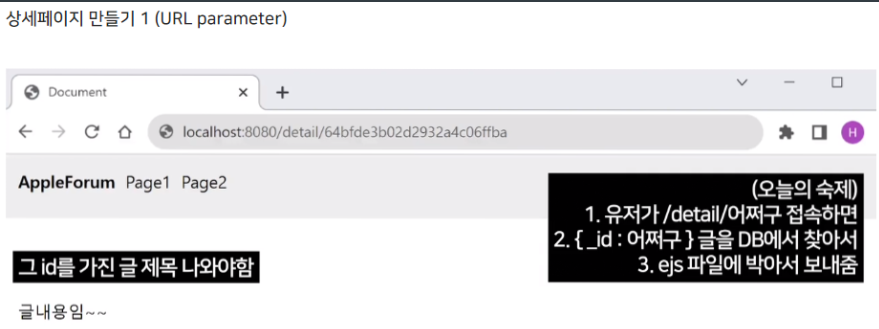 상세페이지 만들기 1 (URL parameter)
Document
localhost:8080/detail/64bfde3b02d2932a4c06ffba
H
AppleForum Page1 Page2
(오늘의 숙제)
1. 유저가 /detail/어쩌구 접속하면
2. { _id : 어쩌구 } 글을 DB에서 찾아서
3. ejs 파일에 박아서 보내줌
그 id를 가진 글 제목 나와야함
글내용임~~